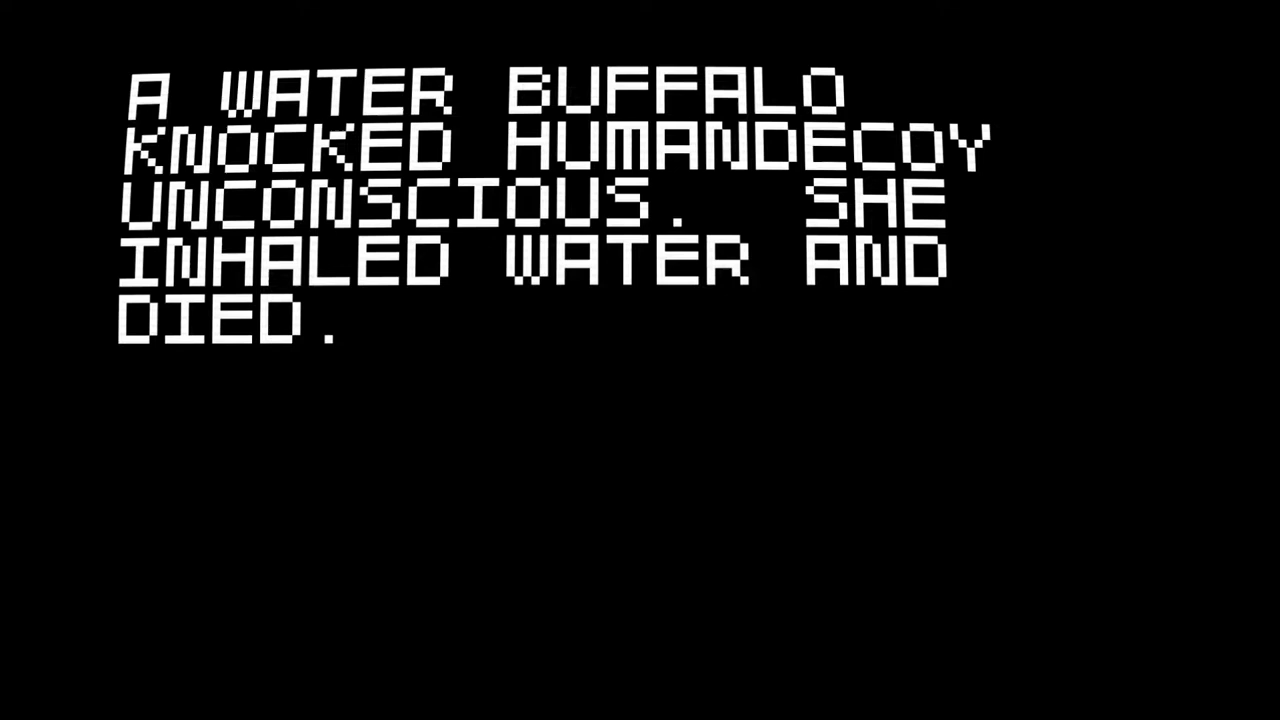 A WATER BUFFALO
KNOCKED HUMANDECOY
UNCONSCIOUS.  SHE
INHALED WATER AND
DIED.